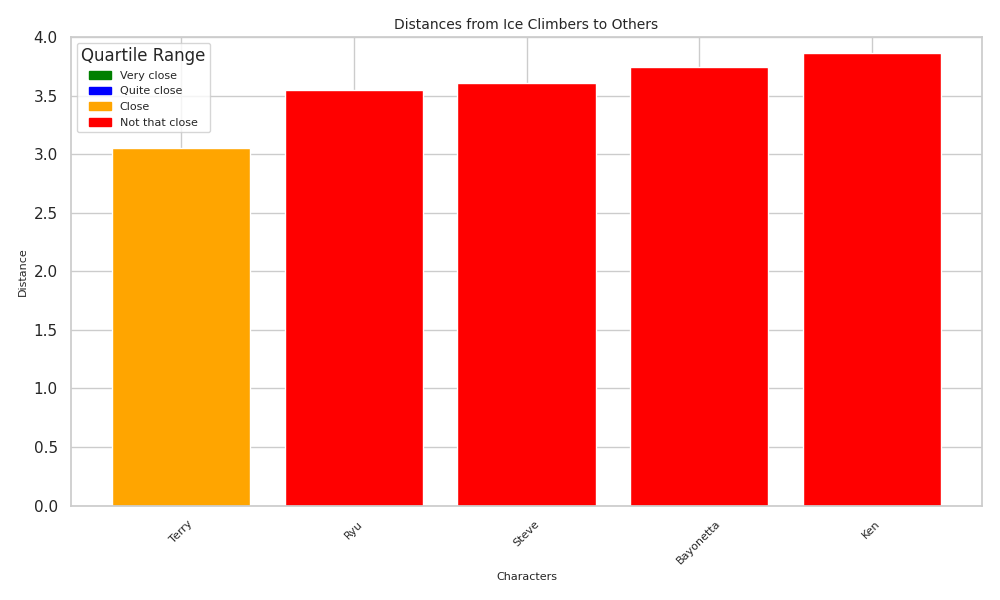 Distances from Ice Climbers to Others
Quartile Range
Very close
Quite close
Close
Not that close
4.0
3.5
3.0
2.5
2.0
1.5
1.0
0.5
0.0
Distance
Terry
Ryu
Steve
Bayonetta
Ken
Characters